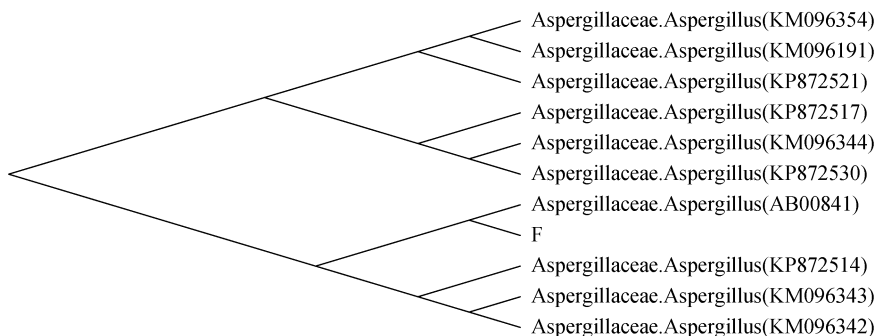 Aspergillaceae.Aspergillus(KM096354)
Aspergillaceae.Aspergillus(KM096191)
Aspergillaceae.Aspergillus(KP872521)
Aspergillaceae.Aspergillus(KP872517)
Aspergillaceae.Aspergillus(KM096344)
Aspergillaceae.Aspergillus(KP872530)
Aspergillaceae.Aspergillus(AB00841)
F
Aspergillaceae.Aspergillus(KP872514)
Aspergillaceae.Aspergillus(KM096343)
Aspergillaceae.Aspergillus(KM096342)